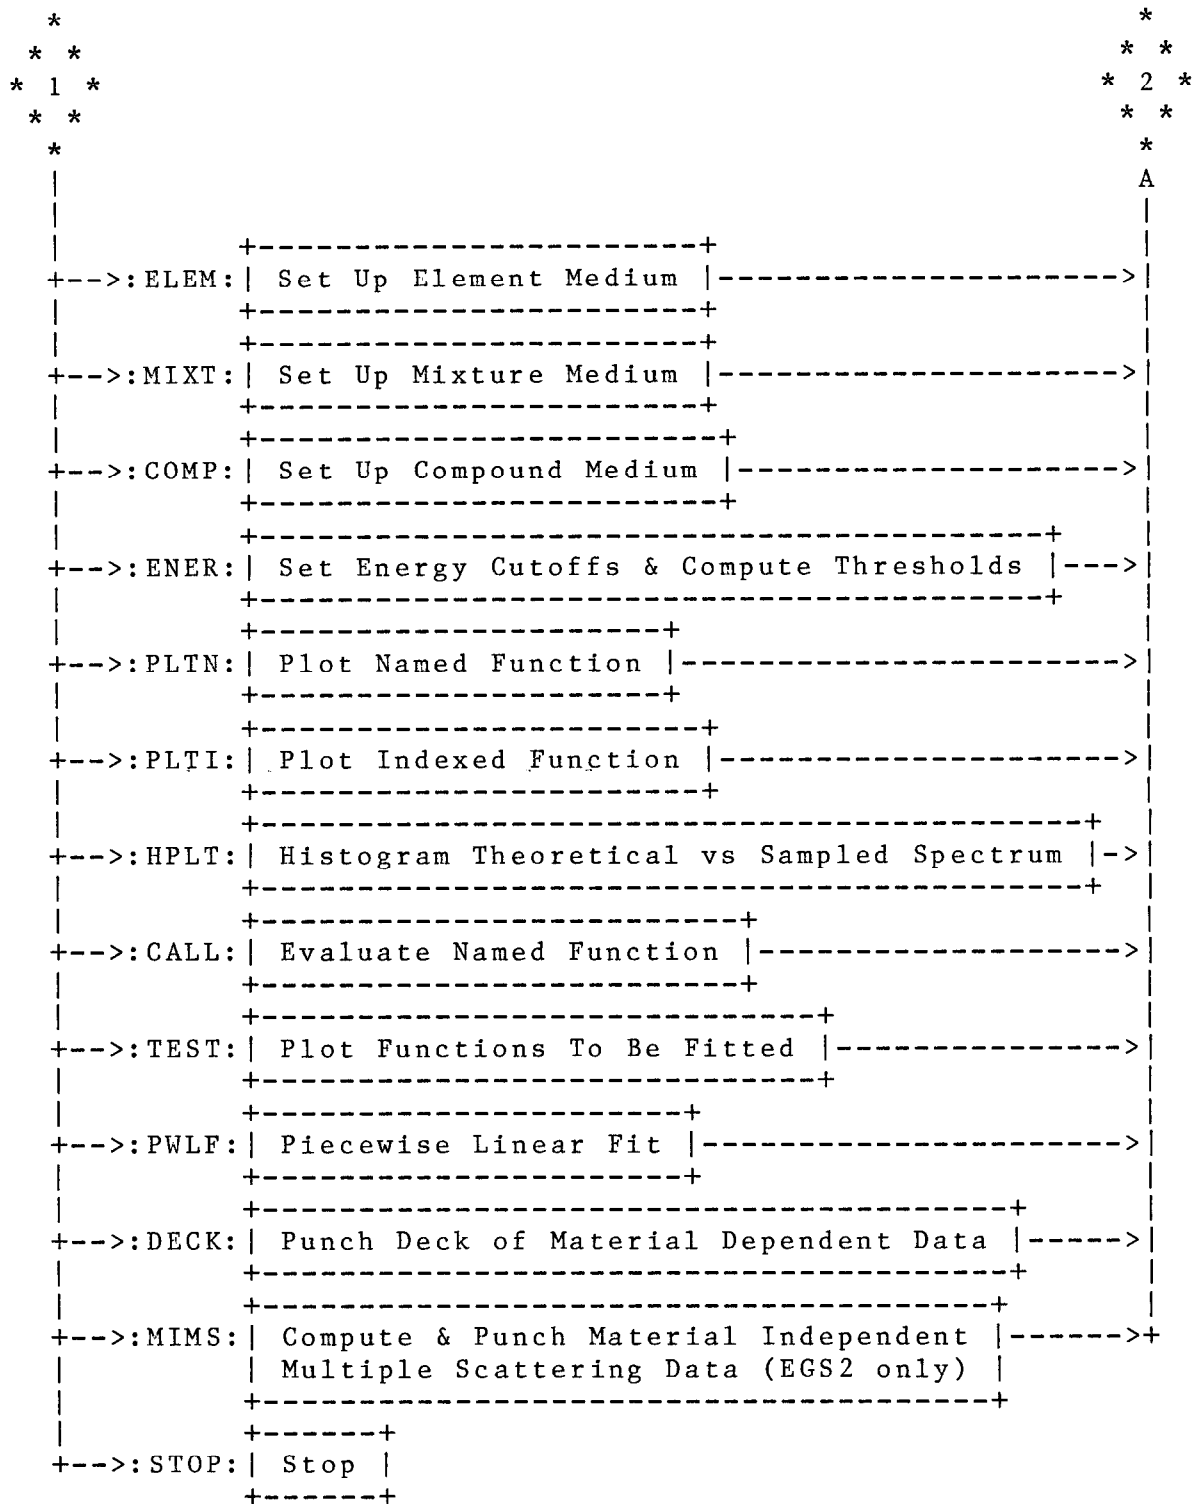 1
2
A
:ELEM: Set Up Element Medium
:MIXT: Set Up Mixture Medium
:COMP: Set Up Compound Medium
:ENER: Set Energy Cutoffs & Compute Thresholds
:PLTN: Plot Named Function
:PLTI: Plot Indexed Function
:HPLT: Histogram Theoretical vs Sampled Spectrum
:CALL: Evaluate Named Function
:TEST: Plot Functions To Be Fitted
:PWLF: Piecewise Linear Fit
:DECK: Punch Deck of Material Dependent Data
:MIMS: Compute & Punch Material Independent
Multiple Scattering Data (EGS2 only)
:STOP: Stop